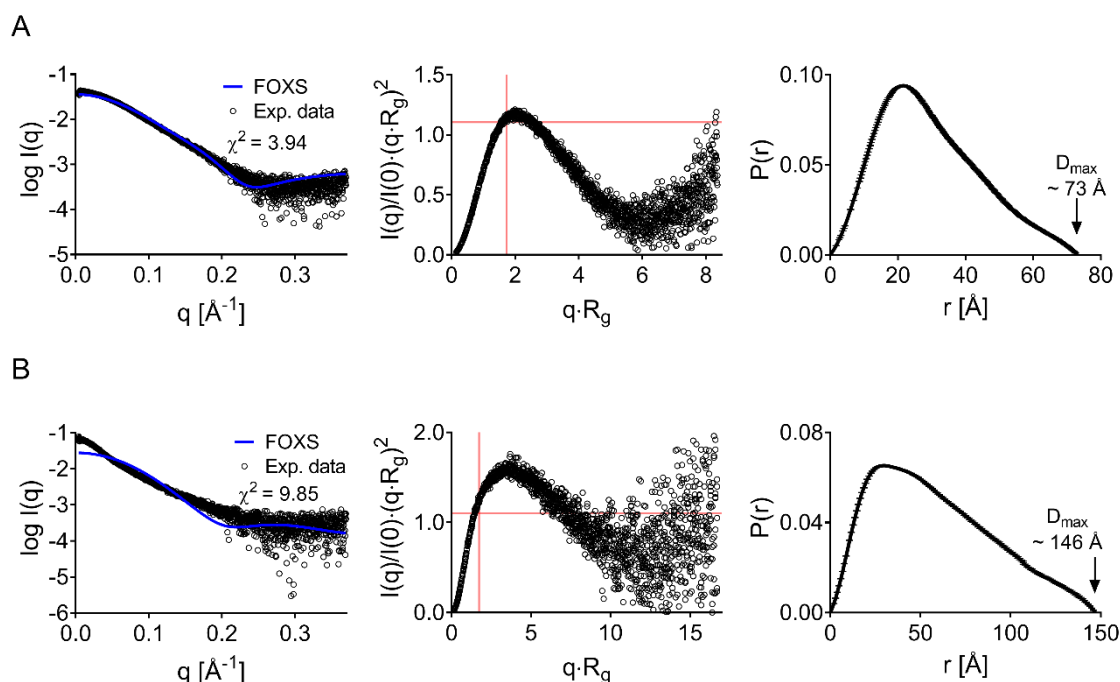 A
log I(q)
-1
-2
-3
-4
-5
0.0 0.1 0.2 0.3
q [Å⁻¹]
FOXS
Exp. data
χ² = 3.94
I(q)/I(0)·(q·Rg)²
1.5
1.0
0.5
0.0
0 2 4 6 8
q·Rg
P(r)
0.10
0.05
0.00
0 20 40 60 80
r [Å]
Dmax
~ 73 Å
B
log I(q)
-1
-2
-3
-4
-5
-6
0.0 0.1 0.2 0.3
q [Å⁻¹]
FOXS
Exp. data
χ² = 9.85
I(q)/I(0)·(q·Rg)²
2.0
1.5
1.0
0.5
0.0
0 5 10 15
q·Rg
P(r)
0.08
0.04
0.00
0 50 100 150
r [Å]
Dmax
~ 146 Å